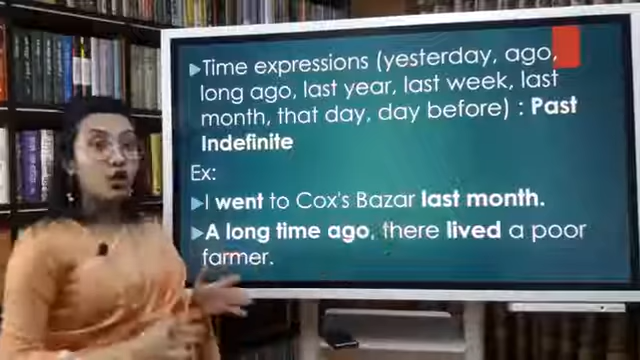 Time expressions (yesterday, ago,
long ago, last year, last week, last
month, that day, day before) : Past
Indefinite
Ex:
I went to Cox's Bazar last month.
A long time ago, there lived a poor
farmer.